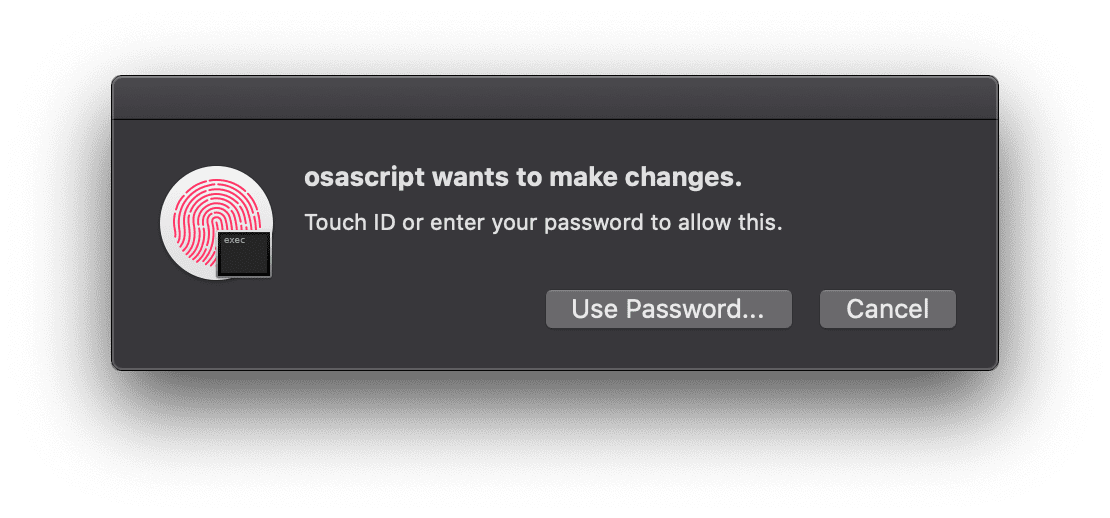 osascript wants to make changes.
Touch ID or enter your password to allow this.
exec
Use Password...
Cancel